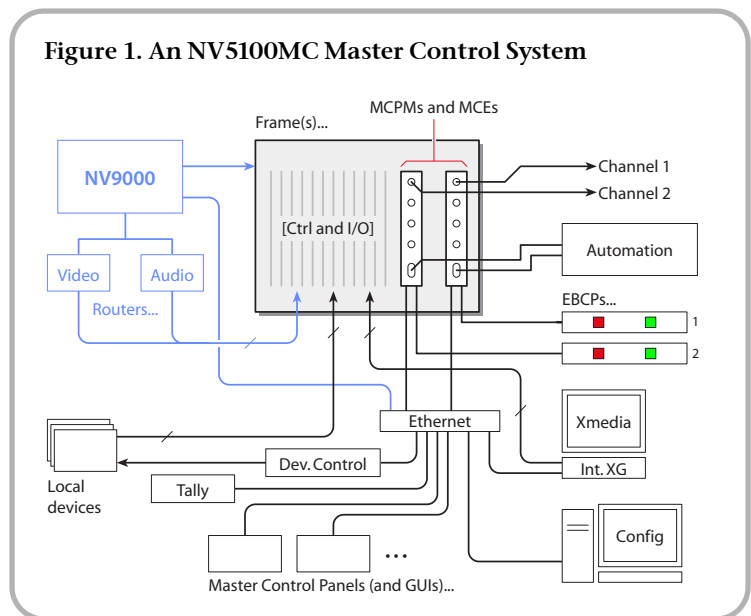 Figure 1. An NV5100MC Master Control System
MCPMs and MCEs
Frame(s)...
NV9000
Channel 1
Channel 2
[Ctrl and I/O]
Automation
Video
Audio
Routers...
EBCPs...
1
2
Ethernet
Xmedia
Int. XG
Dev. Control
Local
devices
Tally
Config
...
Master Control Panels (and GUIs)...